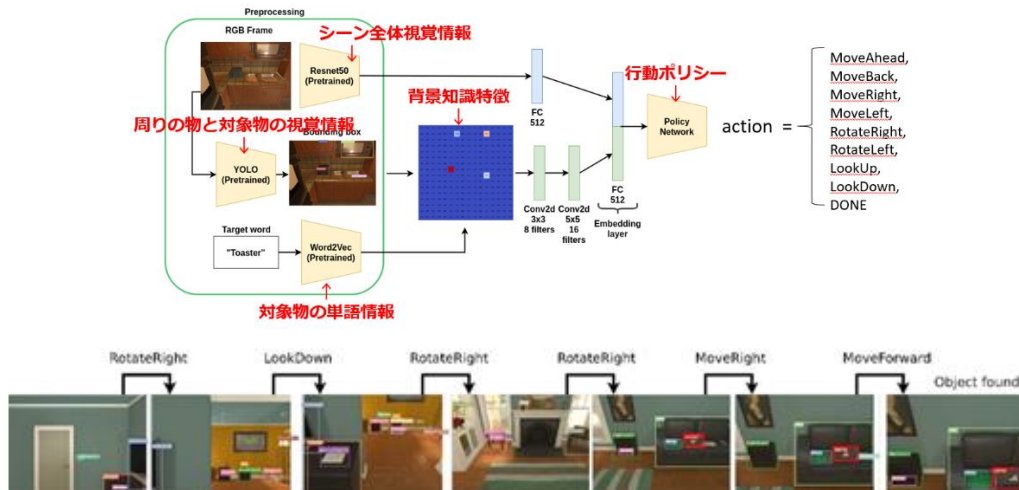 Preprocessing
RGB Frame
シーン全体視覚情報
Resnet50
(Pretrained)
周りの物と対象物の視覚情報
Bounding box
YOLO
(Pretrained)
Target word
"Toaster"
Word2Vec
(Pretrained)
対象物の単語情報
背景知識特徴
FC
512
Conv2d
3x3
8 filters
Conv2d
5x5
16
filters
FC
512
Embedding
layer
行動ポリシー
Policy
Network
action =
MoveAhead,
MoveBack,
MoveRight,
MoveLeft,
RotateRight,
RotateLeft,
LookUp,
LookDown,
DONE
RotateRight
LookDown
RotateRight
RotateRight
MoveRight
MoveForward
Object found